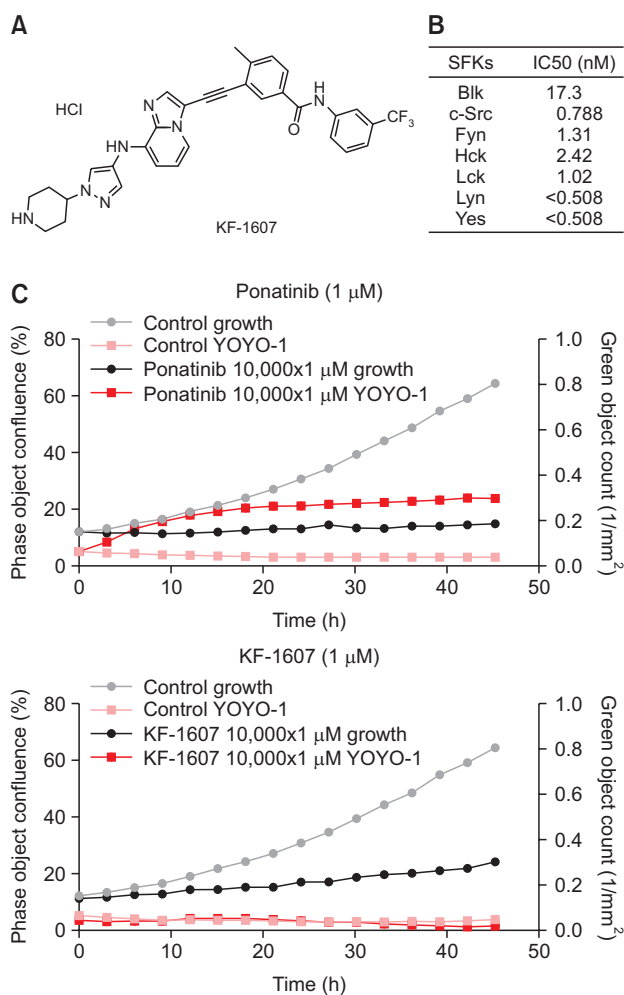 A
HCl
N
N
HN
N
N
HN
O
H
N
CF3
KF-1607
B
SFKs IC50 (nM)
Blk 17.3
c-Src 0.788
Fyn 1.31
Hck 2.42
Lck 1.02
Lyn <0.508
Yes <0.508
C
Ponatinib (1 μM)
Control growth
Control YOYO-1
Ponatinib 10,000x1 μM growth
Ponatinib 10,000x1 μM YOYO-1
Phase object confluence (%)
80
60
40
20
0
Green object count (1/mm2)
1.0
0.8
0.6
0.4
0.2
0.0
0 10 20 30 40 50
Time (h)
KF-1607 (1 μM)
Control growth
Control YOYO-1
KF-1607 10,000x1 μM growth
KF-1607 10,000x1 μM YOYO-1
Phase object confluence (%)
80
60
40
20
0
Green object count (1/mm2)
1.0
0.8
0.6
0.4
0.2
0.0
0 10 20 30 40 50
Time (h)